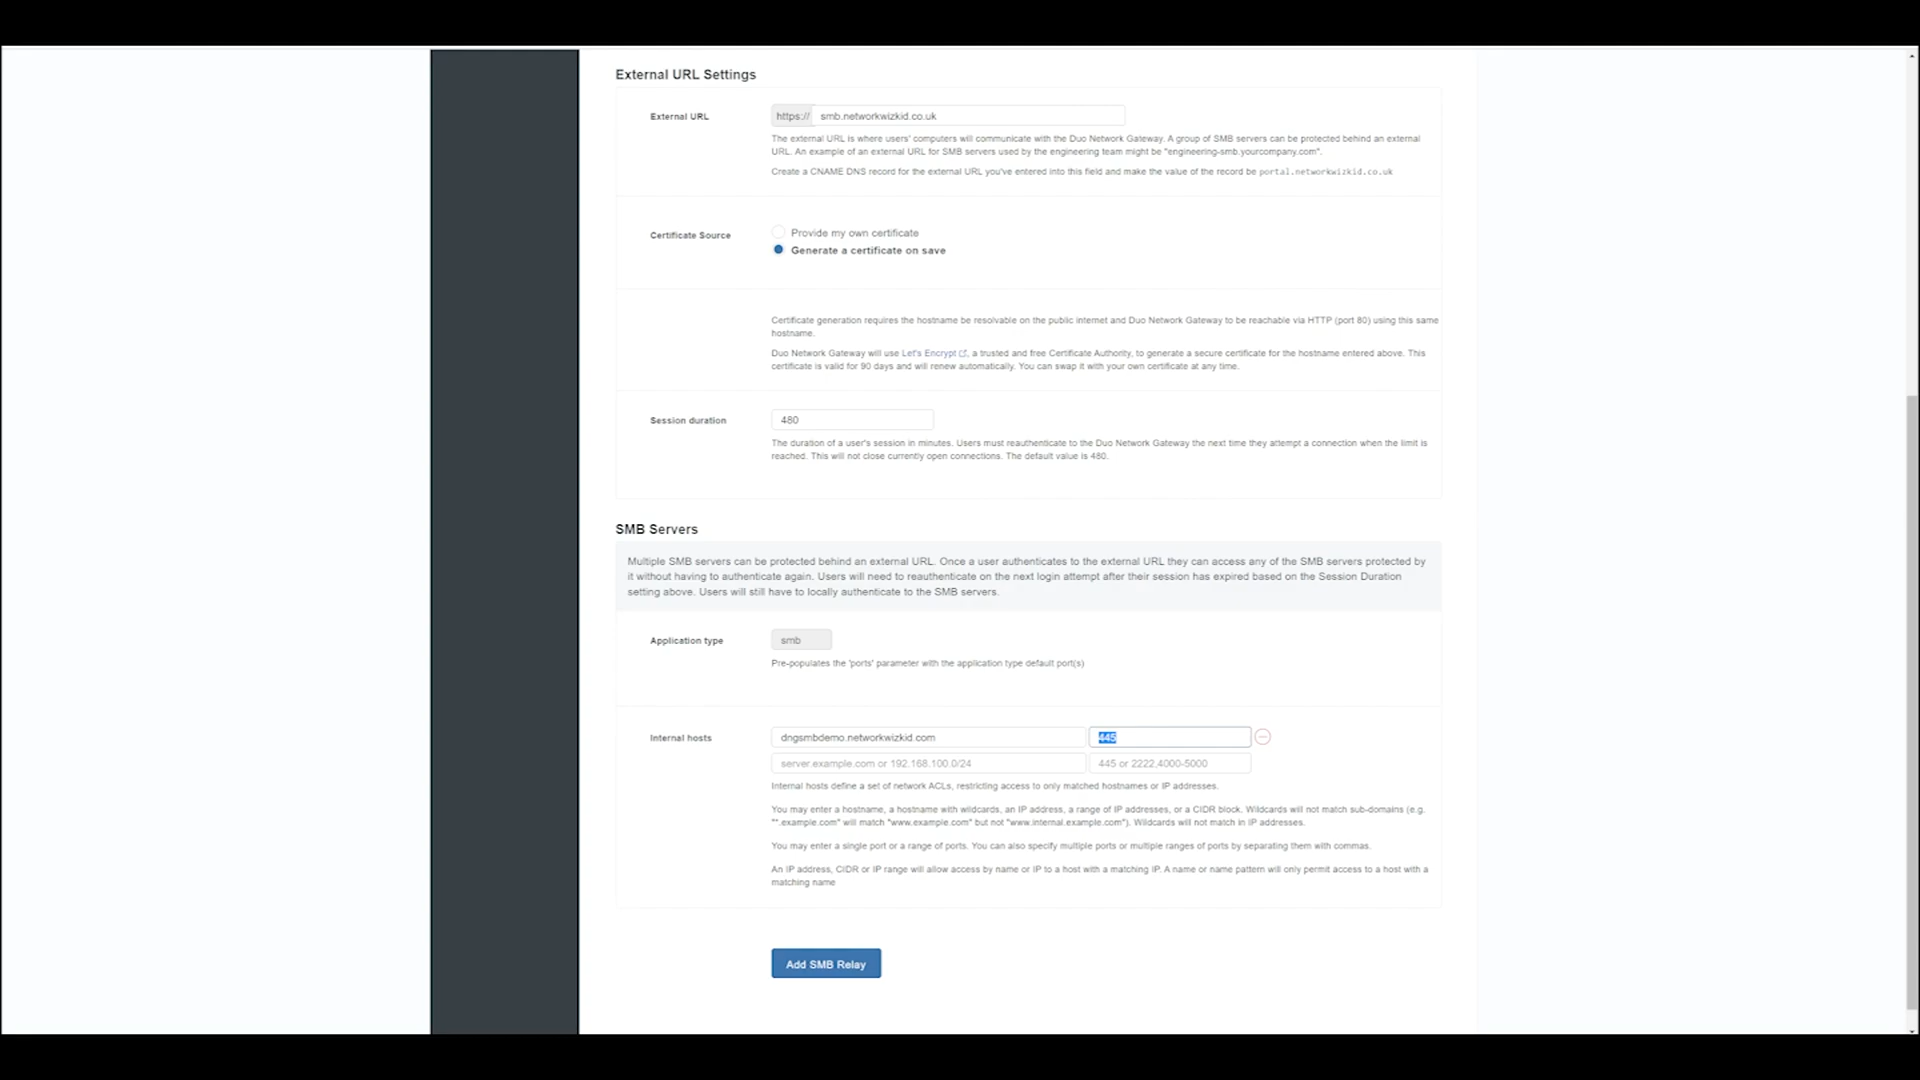 External URL Settings
External URL
https://
smb.networkwizkid.co.uk
The external URL is where users' computers will communicate with the Duo Network Gateway. A group of SMB servers can be protected behind an external
URL. An example of an external URL for SMB servers used by the engineering team might be "engineering-smb.yourcompany.com".
Create a CNAME DNS record for the external URL you've entered into this field and make the value of the record be portal.networkwizkid.co.uk
Certificate Source
Provide my own certificate
Generate a certificate on save
Certificate generation requires the hostname be resolvable on the public internet and Duo Network Gateway to be reachable via HTTP (port 80) using this same
hostname.
Duo Network Gateway will use Let's Encrypt, a trusted and free Certificate Authority, to generate a secure certificate for the hostname entered above. This
certificate is valid for 90 days and will renew automatically. You can swap it with your own certificate at any time.
Session duration
480
The duration of a user's session in minutes. Users must reauthenticate to the Duo Network Gateway the next time they attempt a connection when the limit is
reached. This will not close currently open connections. The default value is 480.
SMB Servers
Multiple SMB servers can be protected behind an external URL. Once a user authenticates to the external URL they can access any of the SMB servers protected by
it without having to authenticate again. Users will need to reauthenticate on the next login attempt after their session has expired based on the Session Duration
setting above. Users will still have to locally authenticate to the SMB servers.
Application type
smb
Pre-populates the 'ports' parameter with the application type default port(s)
Internal hosts
dngsmbdemo.networkwizkid.com
445
server.example.com or 192.168.100.0/24
445 or 2222,4000-5000
Internal hosts define a set of network ACLs, restricting access to only matched hostnames or IP addresses.
You may enter a hostname, a hostname with wildcards, an IP address, a range of IP addresses, or a CIDR block. Wildcards will not match sub-domains (e.g.
"*.example.com" will match "www.example.com" but not "www.internal.example.com"). Wildcards will not match in IP addresses.
You may enter a single port or a range of ports. You can also specify multiple ports or multiple ranges of ports by separating them with commas.
An IP address, CIDR or IP range will allow access by name or IP to a host with a matching IP. A name or name pattern will only permit access to a host with a
matching name
Add SMB Relay